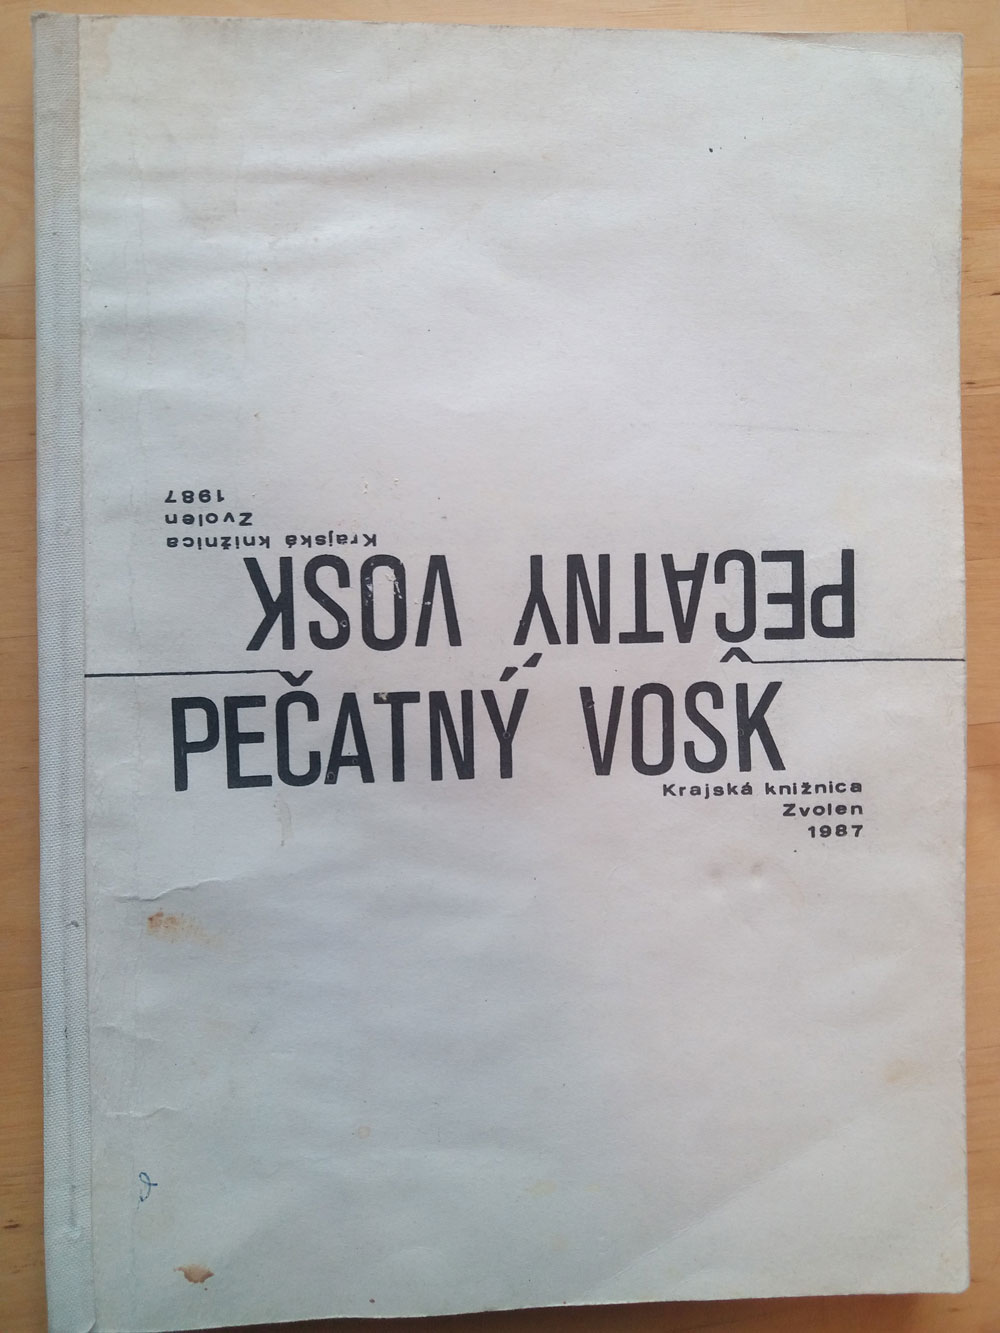 1987
Zvolen
Krajská knižnica
PEČATNÝ VOSK
PEČATNÝ VOSK
Krajská knižnica
Zvolen
1987